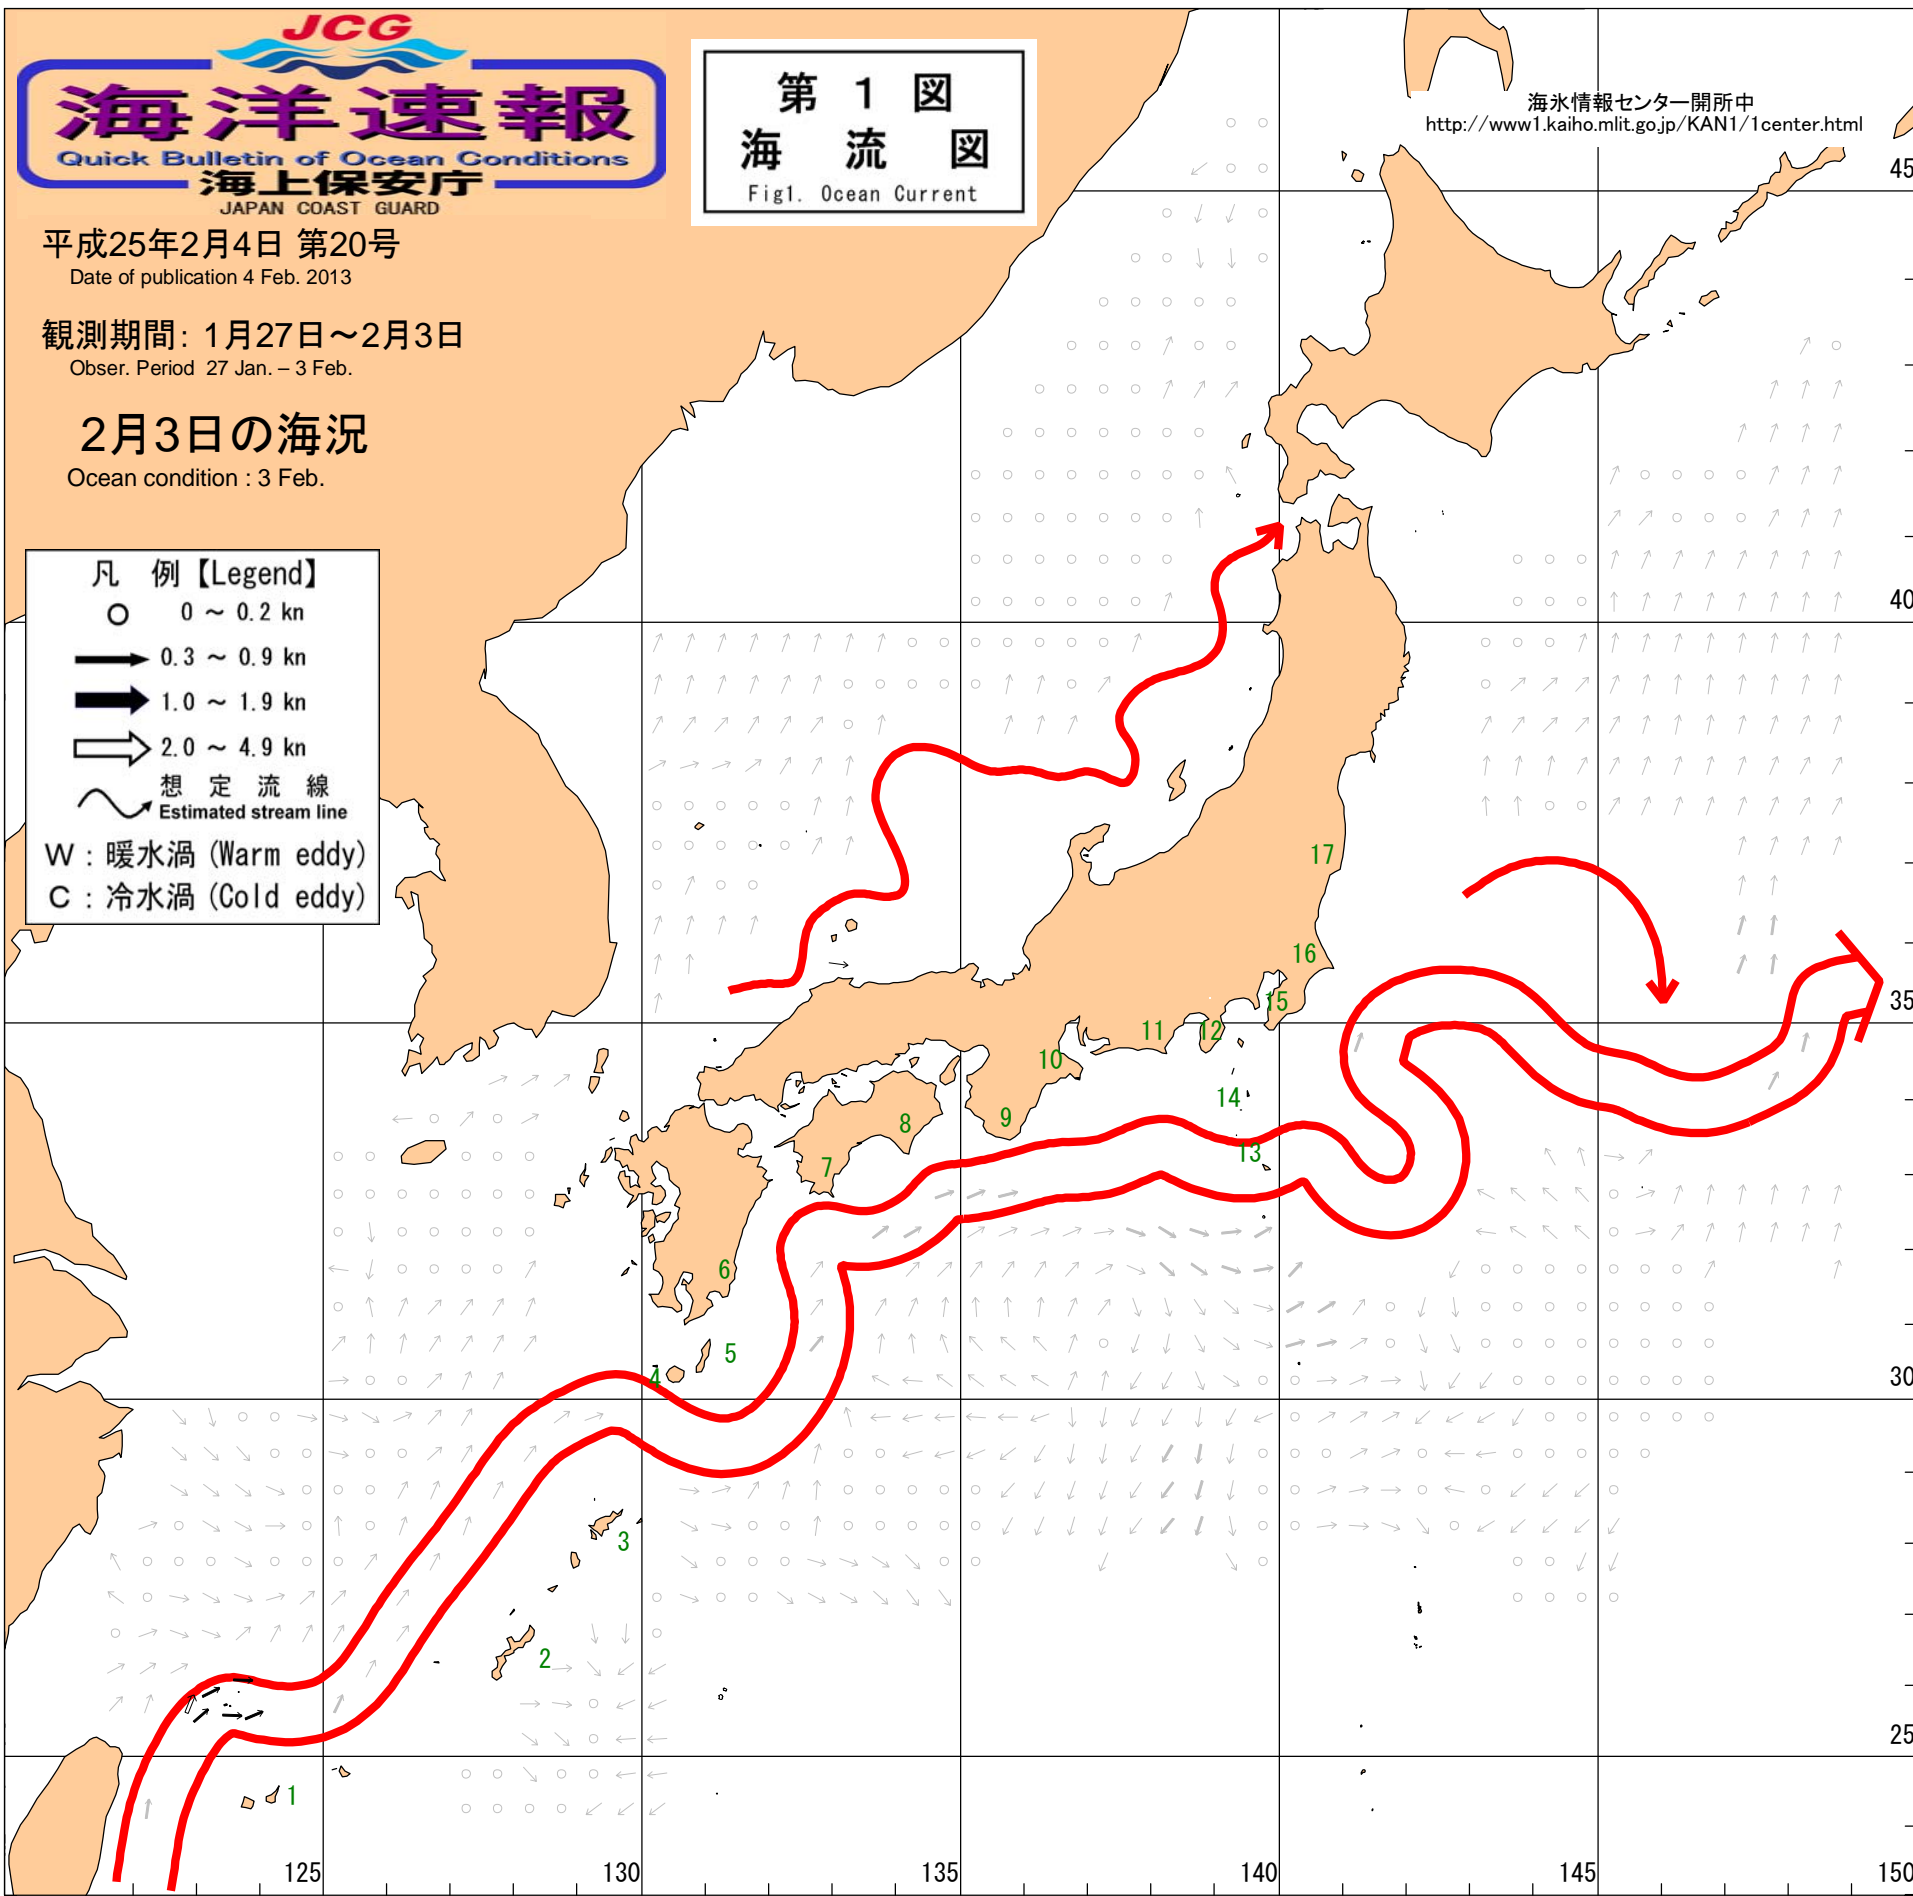 JCG
海洋速報
Quick Bulletin of Ocean Conditions
海上保安庁
JAPAN COAST GUARD
平成25年2月4日 第20号
Date of publication 4 Feb. 2013
観測期間: 1月27日～2月3日
Obser. Period 27 Jan. – 3 Feb.
2月3日の海況
Ocean condition : 3 Feb.
第 1 図
海 流 図
Fig1. Ocean Current
海氷情報センター開所中
http://www1.kaiho.mlit.go.jp/KAN1/1center.html
凡 例【Legend】
0 ～ 0.2 kn
0.3 ～ 0.9 kn
1.0 ～ 1.9 kn
2.0 ～ 4.9 kn
想 定 流 線
Estimated stream line
W : 暖水渦 (Warm eddy)
C : 冷水渦 (Cold eddy)
45
40
35
30
25
17
16
15
12
11
10
14
13
9
8
7
6
5
4
3
2
1
125
130
135
140
145
150